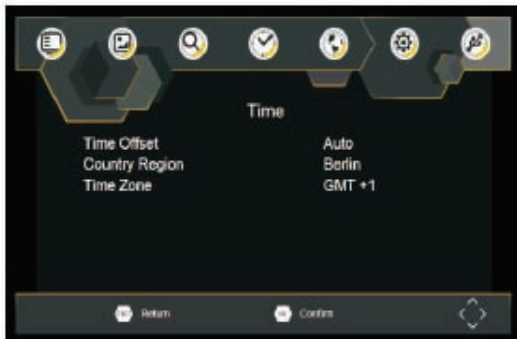 Time
Time Offset Auto
Country Region Berlin
Time Zone GMT +1
Return Confirm